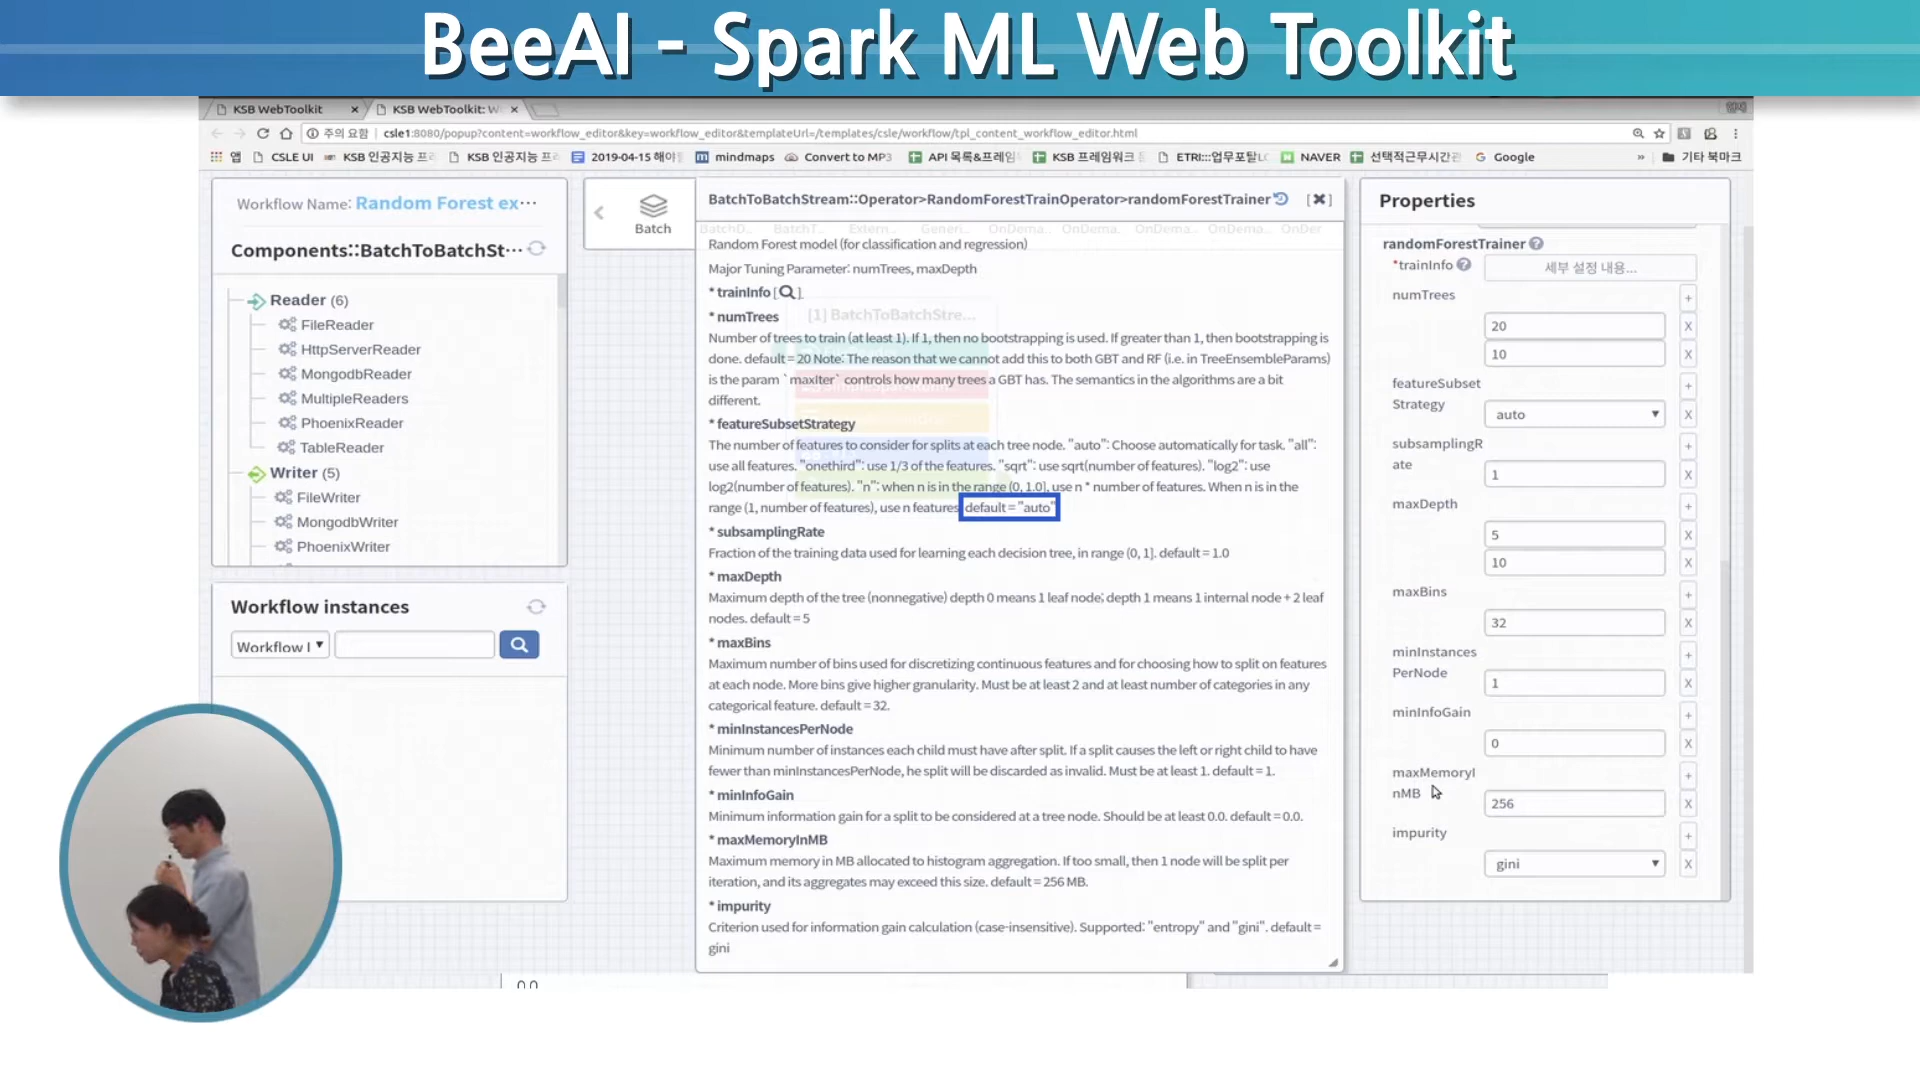 BeeAI - Spark ML Web Toolkit
KSB WebToolkit
KSB WebToolkit: W
주의 요함
csle1:8080/popup?content=workflow_editor&key=workflow_editor&templateUrl=/templates/csle/workflow/tpl_content_workflow_editor.html
앱
CSLE UI
KSB 인공지능 프
KSB 인공지능 프
2019-04-15 해야
mindmaps
Convert to MP3
API 목록&프레임
KSB 프레임워크
ETRI:::업무포탈
NAVER
선택적근무시간관
Google
»
기타 북마크
Workflow Name: Random Forest ex···
Components::BatchToBatchSt···
Reader (6)
FileReader
HttpServerReader
MongodbReader
MultipleReaders
PhoenixReader
TableReader
Writer (5)
FileWriter
MongodbWriter
PhoenixWriter
Workflow instances
Workflow I
Batch
BatchToBatchStream::Operator>RandomForestTrainOperator>randomForestTrainer
[✖]
BatchD... BatchT... Extern... Generi... OnDema... OnDema... OnDema... OnDema... OnDer
Random Forest model (for classification and regression)
Major Tuning Parameter: numTrees, maxDepth
* trainInfo [ ]
[1] BatchToBatchStre...
* numTrees
Number of trees to train (at least 1). If 1, then no bootstrapping is used. If greater than 1, then bootstrapping is
done. default = 20 Note: The reason that we cannot add this to both GBT and RF (i.e. in TreeEnsembleParams)
is the param `maxIter` controls how many trees a GBT has. The semantics in the algorithms are a bit
different.
* featureSubsetStrategy
The number of features to consider for splits at each tree node. "auto": Choose automatically for task. "all":
use all features. "onethird": use 1/3 of the features. "sqrt": use sqrt(number of features). "log2": use
log2(number of features). "n": when n is in the range (0, 1.0], use n * number of features. When n is in the
range (1, number of features), use n features. default = "auto"
* subsamplingRate
Fraction of the training data used for learning each decision tree, in range (0, 1]. default = 1.0
* maxDepth
Maximum depth of the tree (nonnegative) depth 0 means 1 leaf node; depth 1 means 1 internal node + 2 leaf
nodes. default = 5
* maxBins
Maximum number of bins used for discretizing continuous features and for choosing how to split on features
at each node. More bins give higher granularity. Must be at least 2 and at least number of categories in any
categorical feature. default = 32.
* minInstancesPerNode
Minimum number of instances each child must have after split. If a split causes the left or right child to have
fewer than minInstancesPerNode, he split will be discarded as invalid. Must be at least 1. default = 1.
* minInfoGain
Minimum information gain for a split to be considered at a tree node. Should be at least 0.0. default = 0.0.
* maxMemoryInMB
Maximum memory in MB allocated to histogram aggregation. If too small, then 1 node will be split per
iteration, and its aggregates may exceed this size. default = 256 MB.
* impurity
Criterion used for information gain calculation (case-insensitive). Supported: "entropy" and "gini". default =
gini
Properties
randomForestTrainer
*trainInfo
세부 설정 내용...
numTrees
+
20 X
10 X
featureSubset
Strategy
+
auto X
subsamplingR
ate
+
1 X
maxDepth
+
5 X
10 X
maxBins
+
32 X
minInstances
PerNode
+
1 X
minInfoGain
+
0 X
maxMemoryI
nMB
+
256 X
impurity
+
gini X